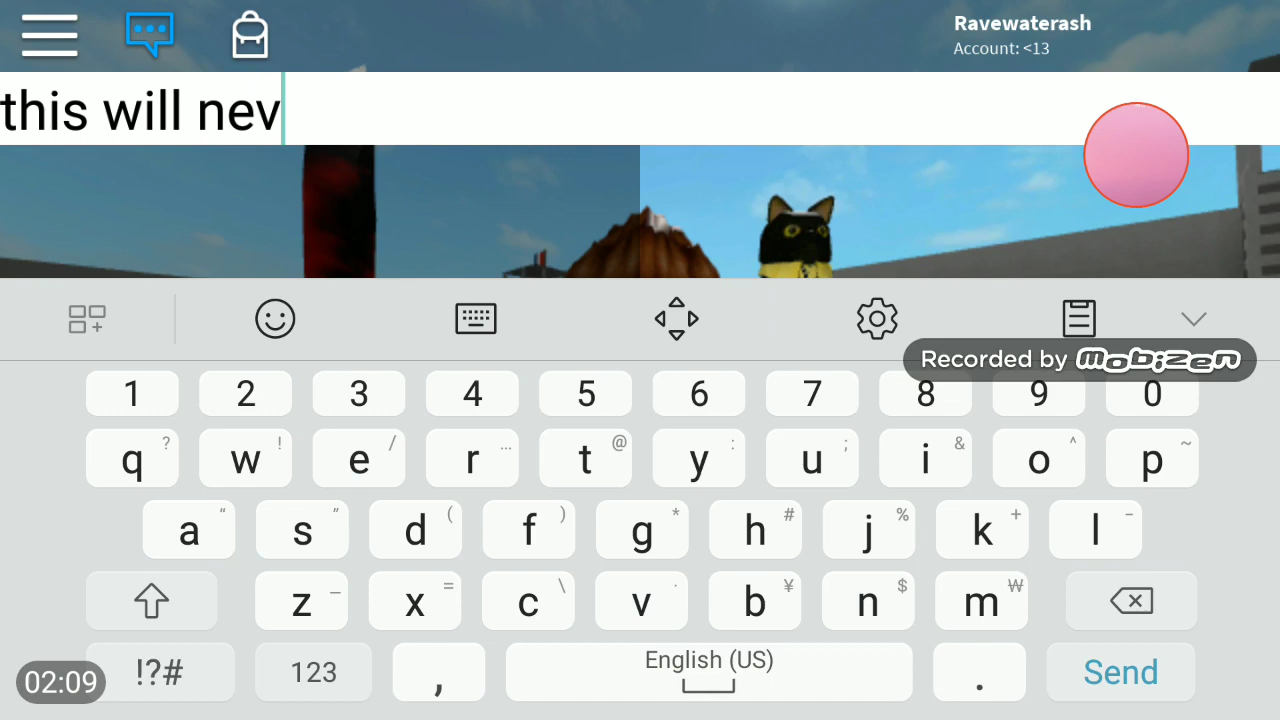 Ravewaterash
Account: <13
this will nev
Recorded by mobizen
1 2 3 4 5 6 7 8 9 0
q ? w ! e / r ... t @ y : u ; i & o ^ p ~
a " s " d ( f ) g * h # j % k + l -
z _ x = c \ v · b ¥ n $ m ₩
!?# 123 , English (US) . Send
02:09